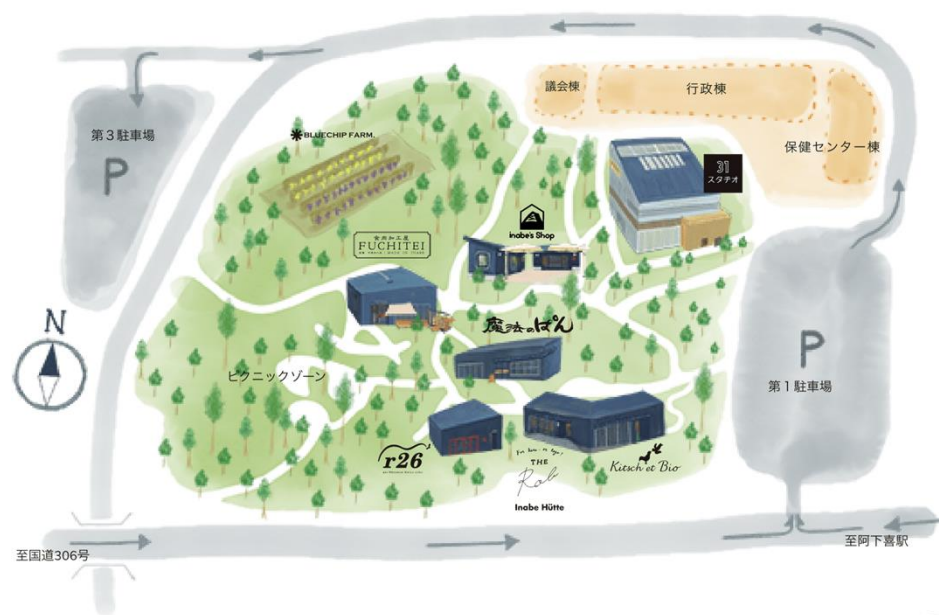 議会棟
行政棟
保健センター棟
第3駐車場
P
BLUECHIP FARM.
31
スタヂオ
inabe's Shop
FUCHITEI
N
魔法のぱん
P
第1駐車場
ピクニックゾーン
r26
THE
Rob
Inabe Hütte
Kitsch et Bio
至国道306号
至阿下喜駅